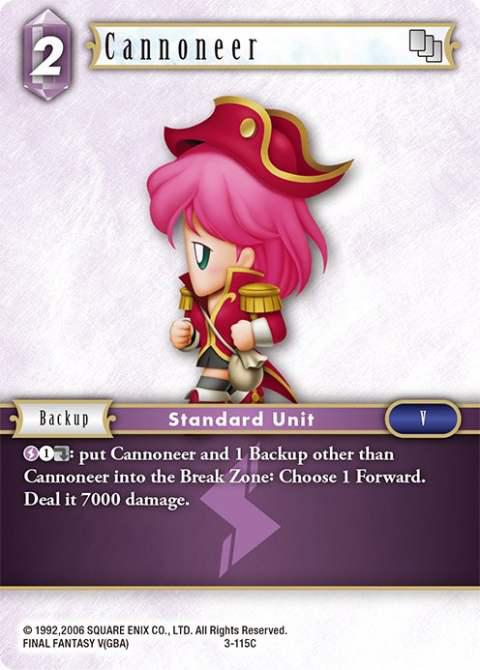 2
Cannoneer
Backup
Standard Unit
V
1: put Cannoneer and 1 Backup other than
Cannoneer into the Break Zone: Choose 1 Forward.
Deal it 7000 damage.
© 1992,2006 SQUARE ENIX CO., LTD. All Rights Reserved.
FINAL FANTASY V(GBA)
3-115C